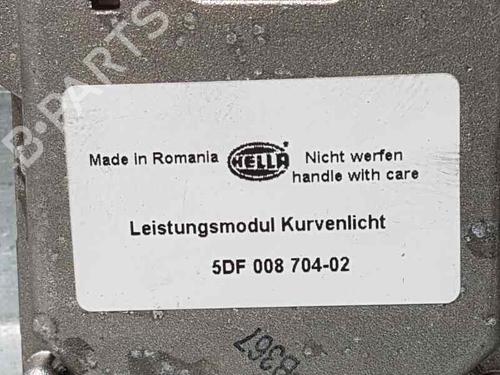 B-PARTS
Made in Romania HELLA Nicht werfen
handle with care
Leistungsmodul Kurvenlicht
5DF 008 704-02
B367